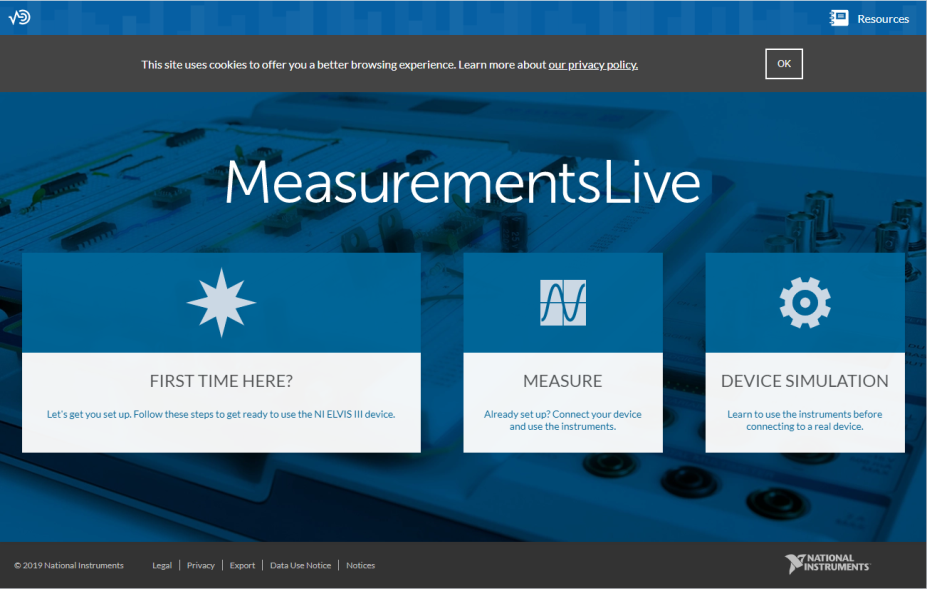 Resources
This site uses cookies to offer you a better browsing experience. Learn more about our privacy policy.
OK
MeasurementsLive
FIRST TIME HERE?
Let's get you set up. Follow these steps to get ready to use the NI ELVIS III device.
MEASURE
Already set up? Connect your device
and use the instruments.
DEVICE SIMULATION
Learn to use the instruments before
connecting to a real device.
© 2019 National Instruments
Legal | Privacy | Export | Data Use Notice | Notices
NATIONAL
INSTRUMENTS